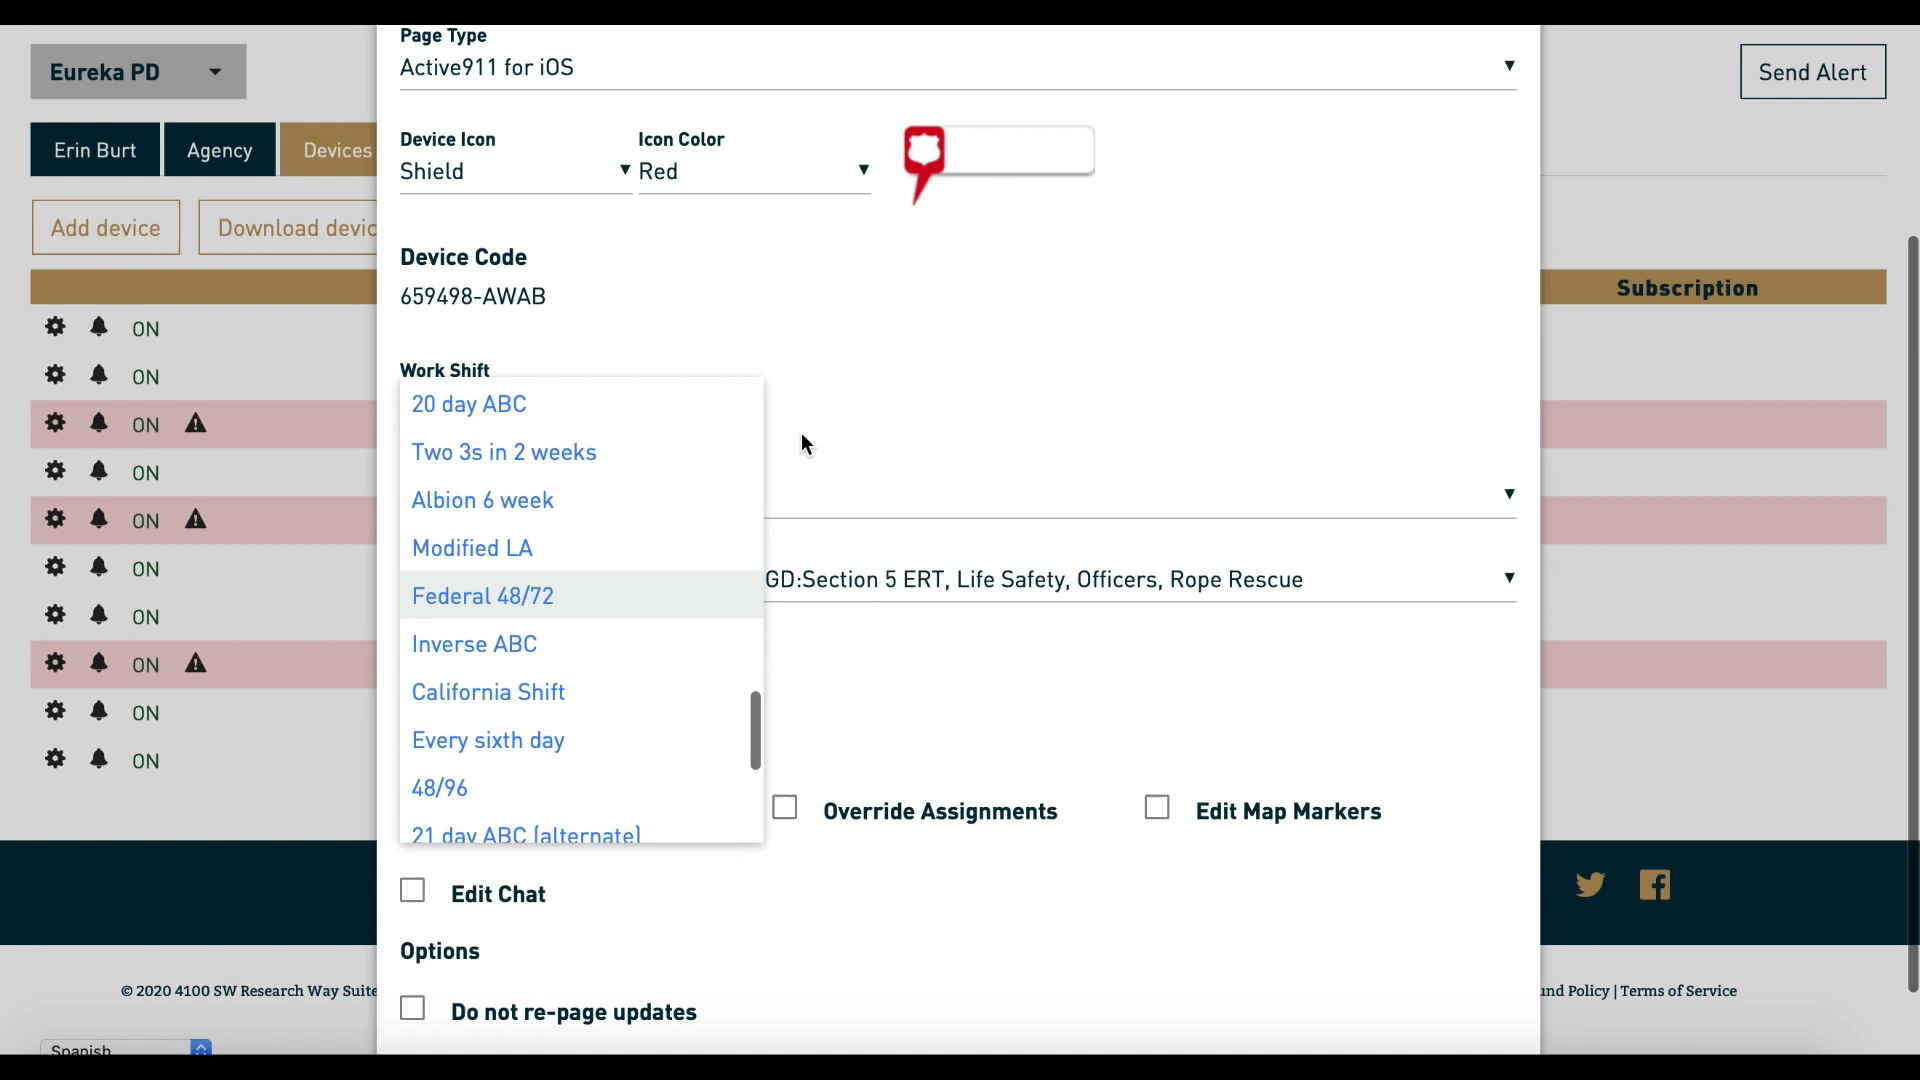 Page Type
Eureka PD
Active911 for iOS
Send Alert
Erin Burt
Agency
Devices
Device Icon
Icon Color
Shield
Red
Add device
Download devic
Device Code
659498-AWAB
Subscription
ON
ON
ON
ON
ON
ON
ON
ON
ON
ON
Work Shift
20 day ABC
Two 3s in 2 weeks
Albion 6 week
Modified LA
Federal 48/72
Inverse ABC
California Shift
Every sixth day
48/96
21 day ABC (alternate)
GD:Section 5 ERT, Life Safety, Officers, Rope Rescue
Override Assignments
Edit Map Markers
Edit Chat
Options
Do not re-page updates
© 2020 4100 SW Research Way Suite
und Policy | Terms of Service
Spanish